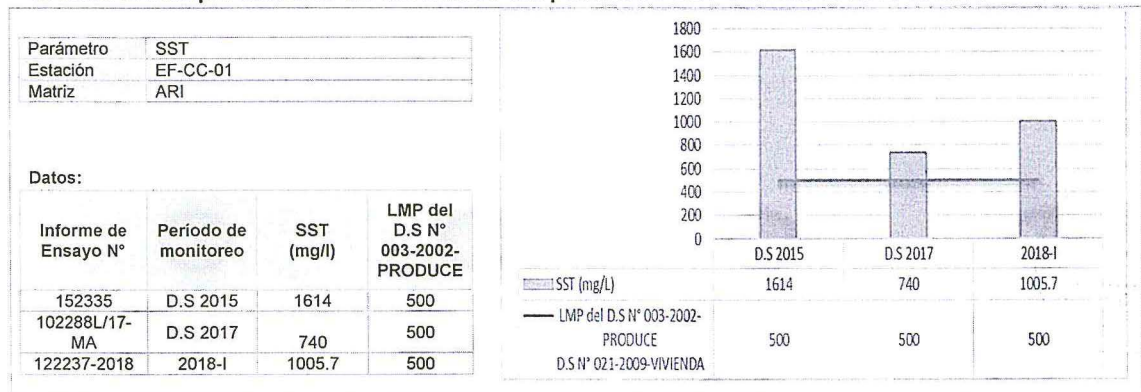 Parámetro SST
Estación EF-CC-01
Matriz ARI
Datos:
Informe de Ensayo N° Período de monitoreo SST (mg/l) LMP del D.S N° 003-2002-PRODUCE
152335 D.S 2015 1614 500
102288L/17-MA D.S 2017 740 500
122237-2018 2018-I 1005.7 500
1800
1600
1400
1200
1000
800
600
400
200
0
D.S 2015 D.S 2017 2018-I
SST (mg/L) 1614 740 1005.7
LMP del D.S N° 003-2002-
PRODUCE 500 500 500
D.S N° 021-2009-VIVIENDA